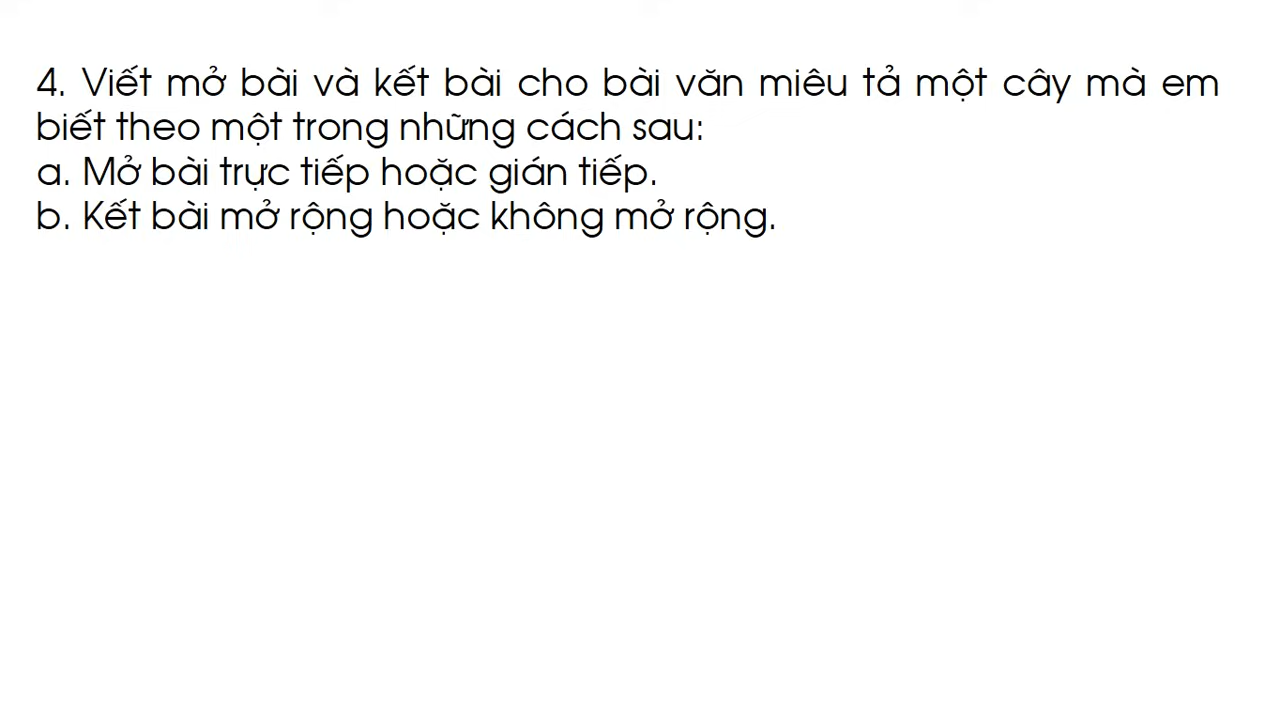 4. Viết mở bài và kết bài cho bài văn miêu tả một cây mà em
biết theo một trong những cách sau:
a. Mở bài trực tiếp hoặc gián tiếp.
b. Kết bài mở rộng hoặc không mở rộng.